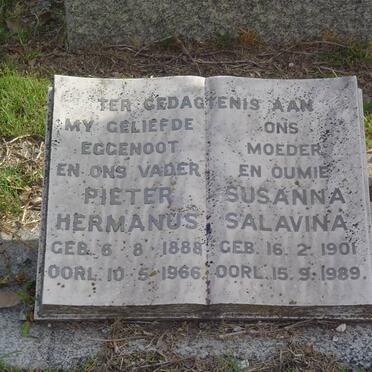 TER GEDAGTENIS AAN
MY GELIEFDE
EGGENOOT
EN ONS VADER
PIETER
HERMANUS
GEB. 6 8 1888
OORL. 10 5 1966
ONS
MOEDER
EN OUMIE
SUSANNA
SALAVINA
GEB. 16.2.1901
OORL. 15.9.1989